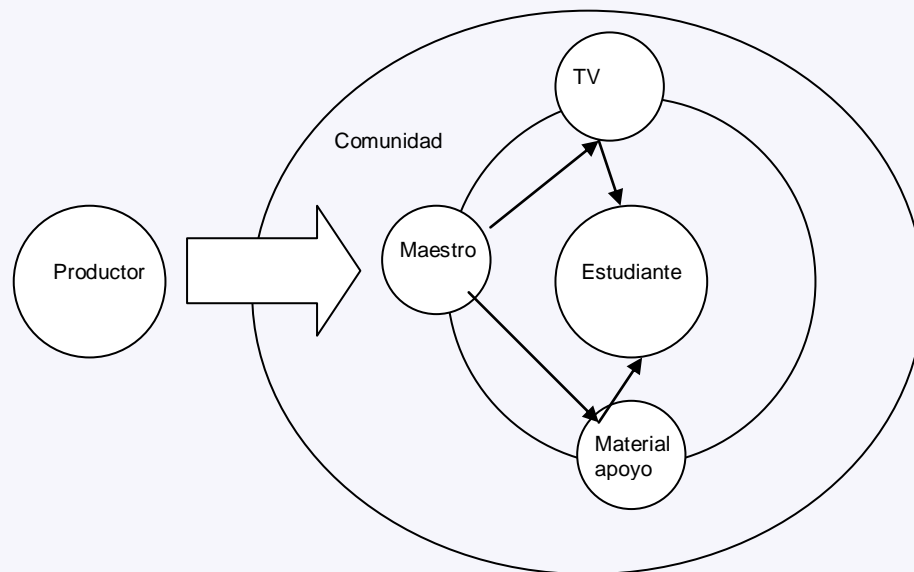 TV
Comunidad
Maestro
Productor
Estudiante
Material
apoyo